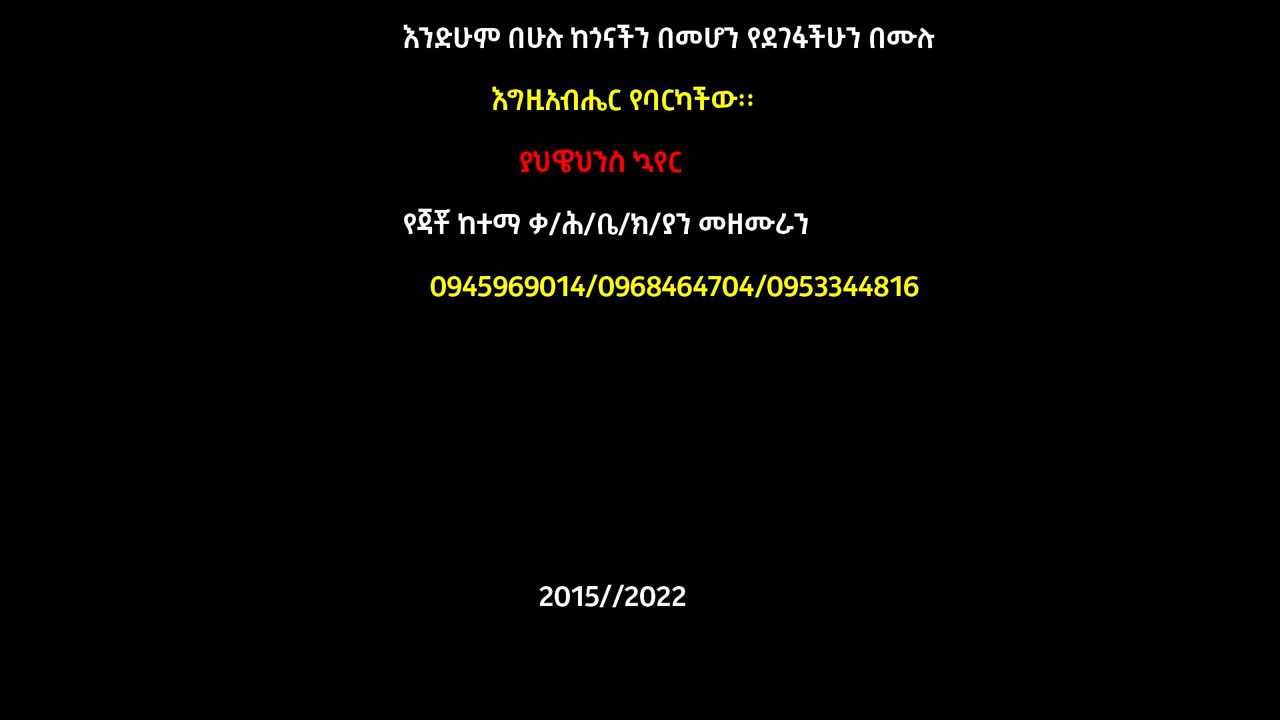 እንድሁም በሁሉ ከጎናችን በመሆን የደገፋችሁን በሙሉ
እግዚአብሔር የባርካችው፡፡
ያህዌህንስ ኳየር
የጃቾ ከተማ ቃ/ሕ/ቤ/ክ/ያን መዘሙራን
0945969014/0968464704/0953344816
2015//2022